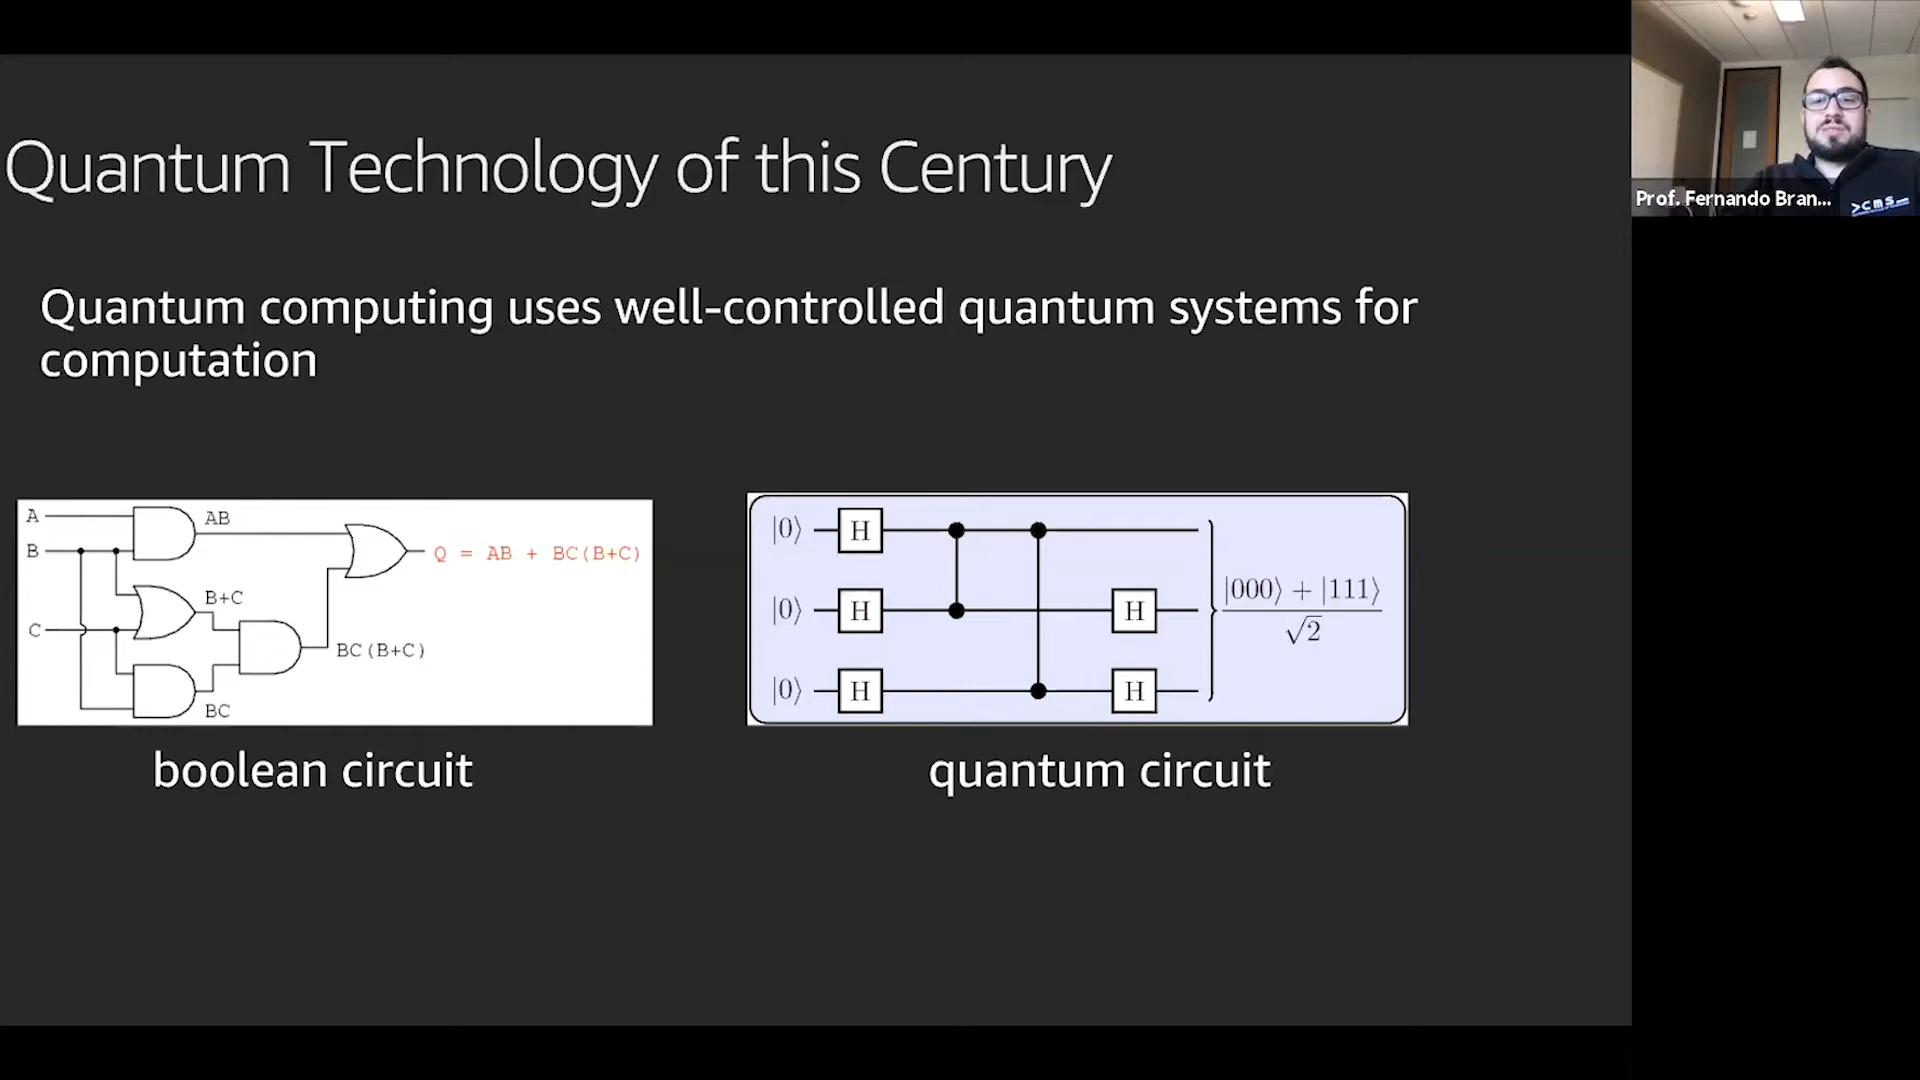 Quantum Technology of this Century
Prof. Fernando Bran...
>cms
Quantum computing uses well-controlled quantum systems for
computation
A
AB
B
Q = AB + BC(B+C)
B+C
C
BC(B+C)
BC
|0⟩ H
|0⟩ H H
|0⟩ H H
|000⟩ + |111⟩
√2
boolean circuit
quantum circuit